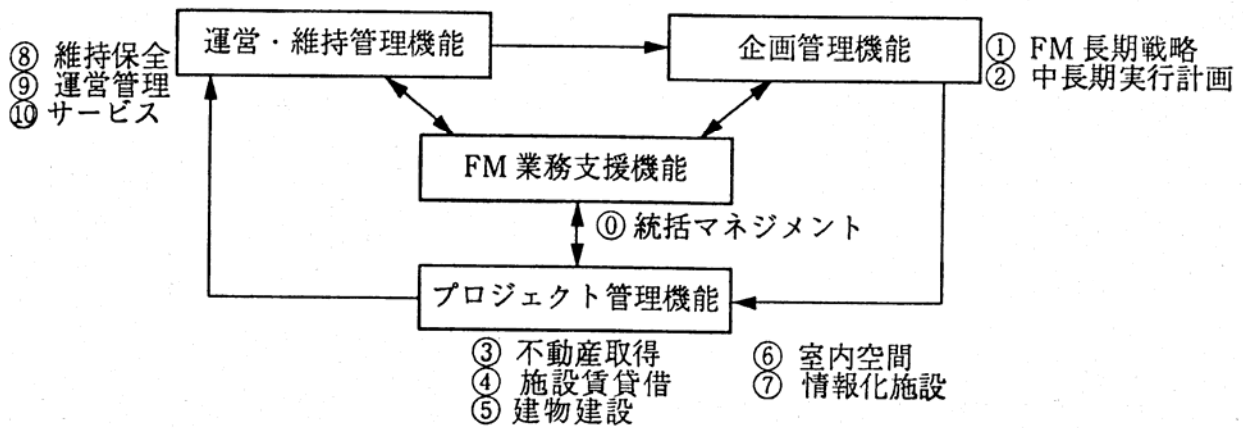 運営・維持管理機能
企画管理機能
⑧ 維持保全
⑨ 運営管理
⑩ サービス
① FM 長期戦略
② 中長期実行計画
FM 業務支援機能
⓪ 統括マネジメント
プロジェクト管理機能
③ 不動産取得
④ 施設賃貸借
⑤ 建物建設
⑥ 室内空間
⑦ 情報化施設